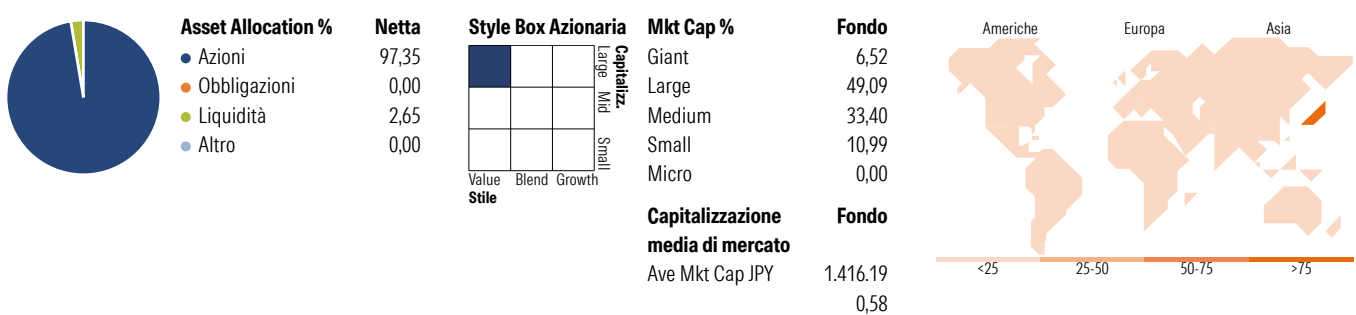 Asset Allocation % Netta
Azioni 97,35
Obbligazioni 0,00
Liquidità 2,65
Altro 0,00
Style Box Azionaria
Capitalizz.
Large Mid Small
Value Blend Growth
Stile
Mkt Cap % Fondo
Giant 6,52
Large 49,09
Medium 33,40
Small 10,99
Micro 0,00
Capitalizzazione Fondo
media di mercato
Ave Mkt Cap JPY 1.416.19
0,58
Americhe Europa Asia
<25 25-50 50-75 >75